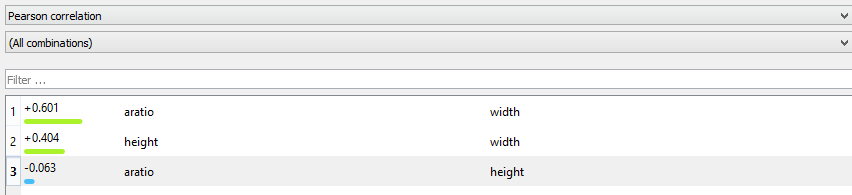 Pearson correlation
(All combinations)
Filter ...
1 +0.601 aratio width
2 +0.404 height width
3 -0.063 aratio height